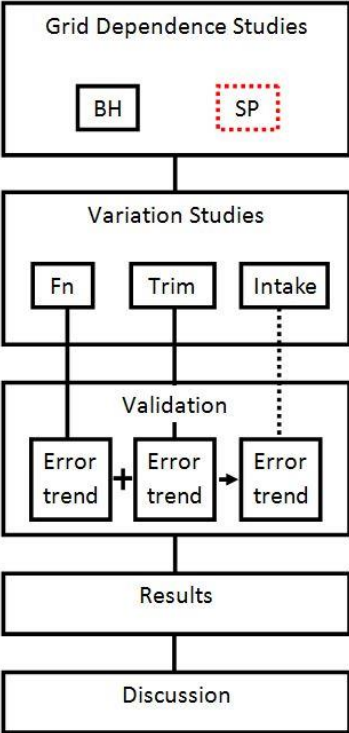 Grid Dependence Studies
BH
SP
Variation Studies
Fn
Trim
Intake
Validation
Error
trend
+
Error
trend
Error
trend
Results
Discussion